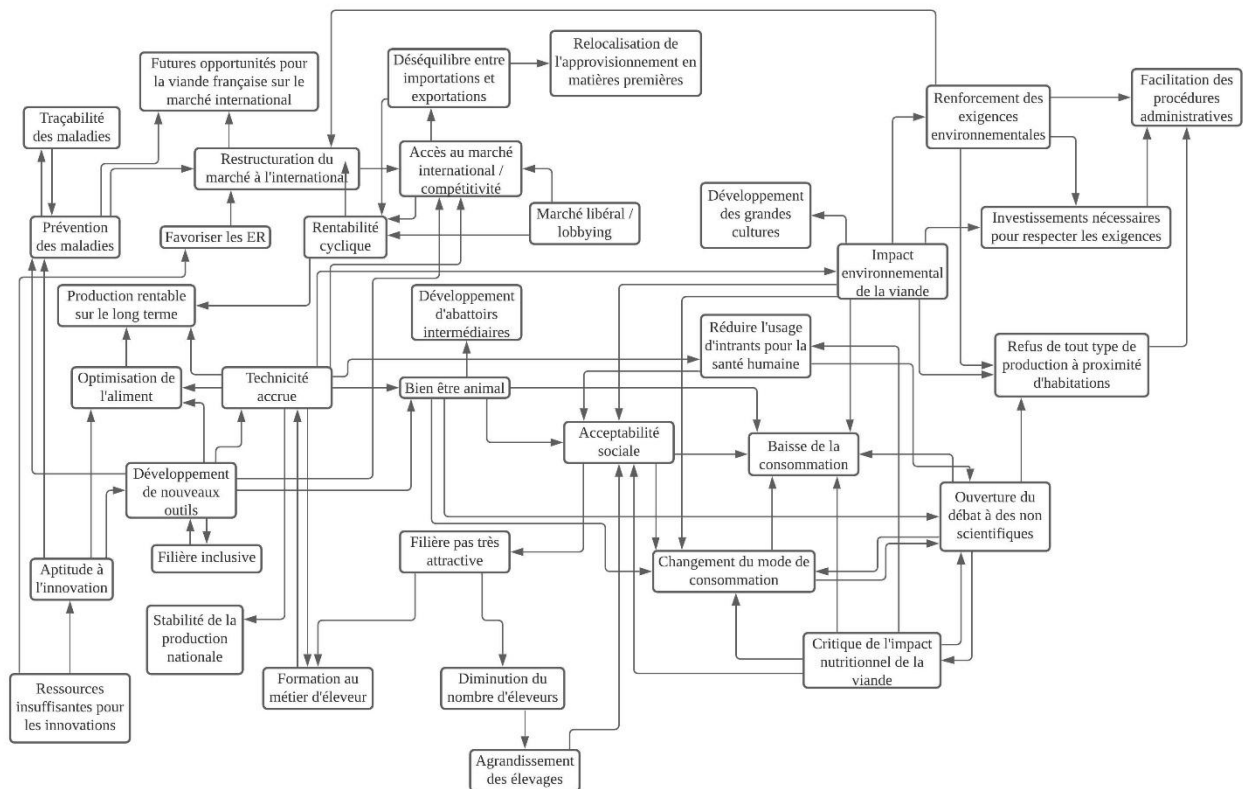 Futures opportunités pour
la viande française sur le
marché international
Déséquilibre entre
importations et
exportations
Relocalisation de
l'approvisionnement en
matières premières
Renforcement des
exigences
environnementales
Facilitation des
procédures
administratives
Traçabilité
des maladies
Restructuration du
marché à l'international
Accès au marché
international /
compétitivité
Prévention
des maladies
Favoriser les ER
Rentabilité
cyclique
Marché libéral /
lobbying
Développement
des grandes
cultures
Investissements nécessaires
pour respecter les exigences
Impact
environnemental
de la viande
Production rentable
sur le long terme
Développement
d'abattoirs
intermédiaires
Réduire l'usage
d'intrants pour la
santé humaine
Refus de tout type de
production à proximité
d'habitations
Optimisation de
l'aliment
Technicité
accrue
Bien être animal
Acceptabilité
sociale
Baisse de la
consommation
Développement
de nouveaux
outils
Ouverture du
débat à des non
scientifiques
Filière inclusive
Aptitude à
l'innovation
Filière pas très
attractive
Changement du mode de
consommation
Stabilité de la
production
nationale
Critique de l'impact
nutritionnel de la
viande
Ressources
insuffisantes pour
les innovations
Formation au
métier d'éleveur
Diminution du
nombre d'éleveurs
Agrandissement
des élevages